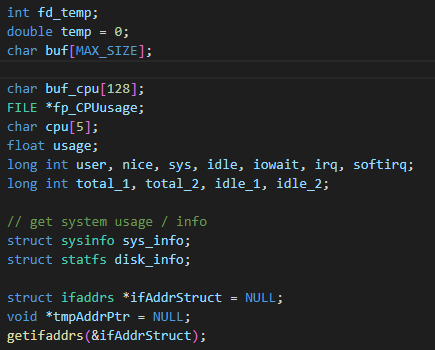 int fd_temp;
double temp = 0;
char buf[MAX_SIZE];
char buf_cpu[128];
FILE *fp_CPUusage;
char cpu[5];
float usage;
long int user, nice, sys, idle, iowait, irq, softirq;
long int total_1, total_2, idle_1, idle_2;
// get system usage / info
struct sysinfo sys_info;
struct statfs disk_info;
struct ifaddrs *ifAddrStruct = NULL;
void *tmpAddrPtr = NULL;
getifaddrs(&ifAddrStruct);